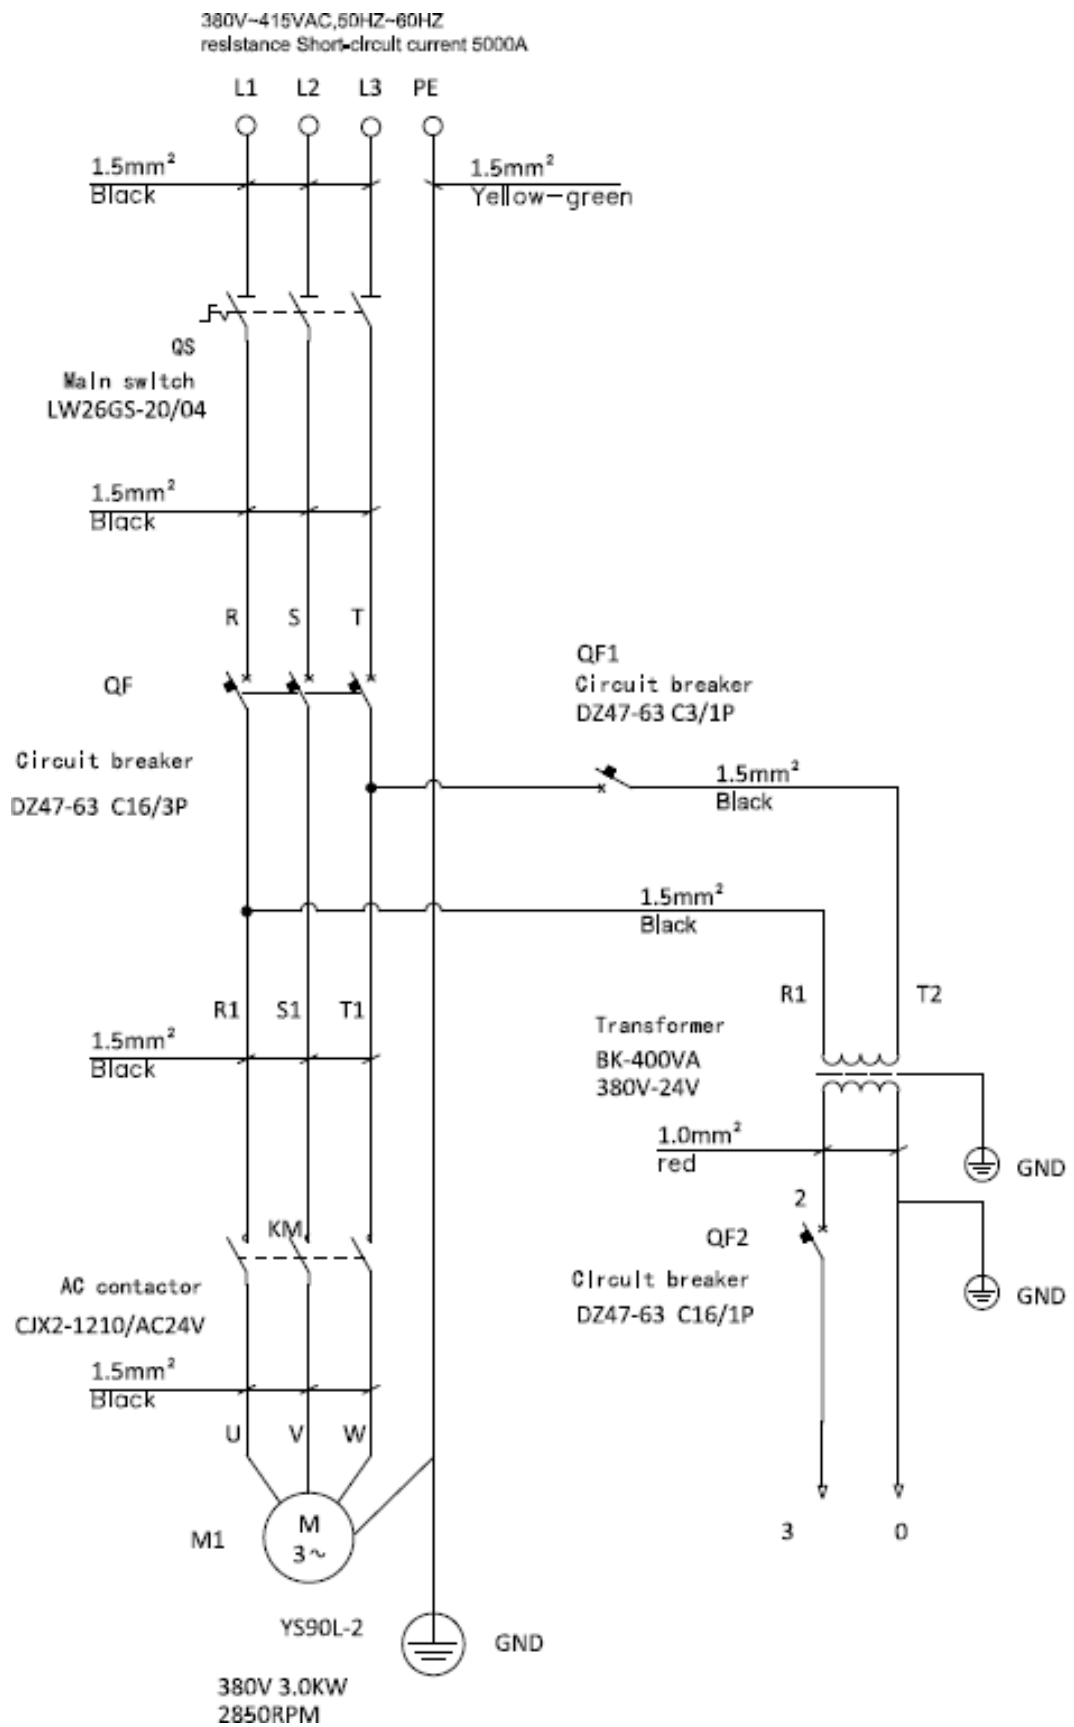 380V~415VAC,50HZ~60HZ
resistance Short-circuit current 5000A
L1 L2 L3 PE
1.5mm²
Black
1.5mm²
Yellow-green
QS
Main switch
LW26GS-20/04
1.5mm²
Black
R S T
QF
Circuit breaker
DZ47-63 C16/3P
QF1
Circuit breaker
DZ47-63 C3/1P
1.5mm²
Black
1.5mm²
Black
R1 S1 T1
1.5mm²
Black
R1 T2
Transformer
BK-400VA
380V-24V
1.0mm²
red
GND
2
QF2
Circuit breaker
DZ47-63 C16/1P
GND
KM
AC contactor
CJX2-1210/AC24V
1.5mm²
Black
U V W
M1
M
3~
3 0
YS90L-2
GND
380V 3.0KW
2850RPM